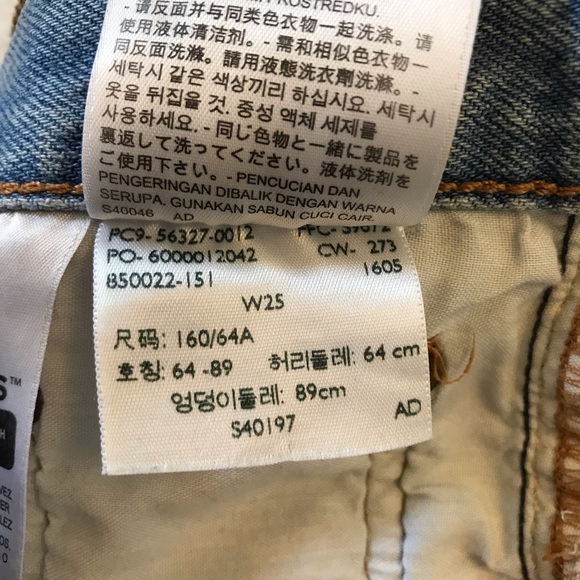 KOSTŘEDKU.
- 请反面并与同类色衣物一起洗涤。请
使用液体清洁剂。- 需和相似色衣物一
同反面洗滌。請用液態洗衣劑洗滌。-
세탁시 같은 색상끼리 하십시요. 세탁시
옷을 뒤집을 것. 중성 액체 세제를
사용하세요. - 同じ色物と一緒に製品を
裏返して洗ってください。液体洗剤を
ご使用下さい。- PENCUCIAN DAN
PENGERINGAN DIBALIK DENGAN WARNA
SERUPA. GUNAKAN SABUN CUCI CAIR.
S40046 AD
PC9- 56327-0012
PO- 6000012042 CW- 273
850022-151 1605
W25
尺码: 160/64A
호칭: 64 -89 허리둘레: 64 cm
엉덩이둘레: 89cm
S40197 AD
S™
H
VEZ
ER
LEZ
OS.
0